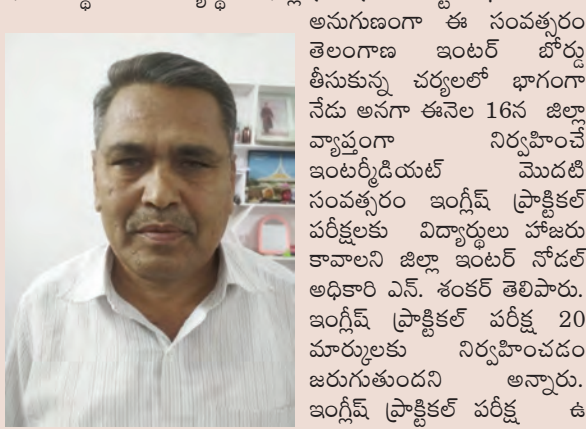 అనుగుణంగా ఈ సంవత్సరం
తెలంగాణ ఇంటర్ బోర్డు
తీసుకున్న చర్యలలో భాగంగా
నేడు అనగా ఈనెల 16న జిల్లా
వ్యాప్తంగా నిర్వహించే
ఇంటర్మీడియట్ మొదటి
సంవత్సరం ఇంగ్లీష్ ప్రాక్టికల్
పరీక్షలకు విద్యార్థులు హాజరు
కావాలని జిల్లా ఇంటర్ నోడల్
అధికారి ఎన్. శంకర్ తెలిపారు.
ఇంగ్లీష్ ప్రాక్టికల్ పరీక్ష 20
మార్కులకు నిర్వహించడం
జరుగుతుందని అన్నారు.
ఇంగ్లీష్ ప్రాక్టికల్ పరీక్ష ఉ